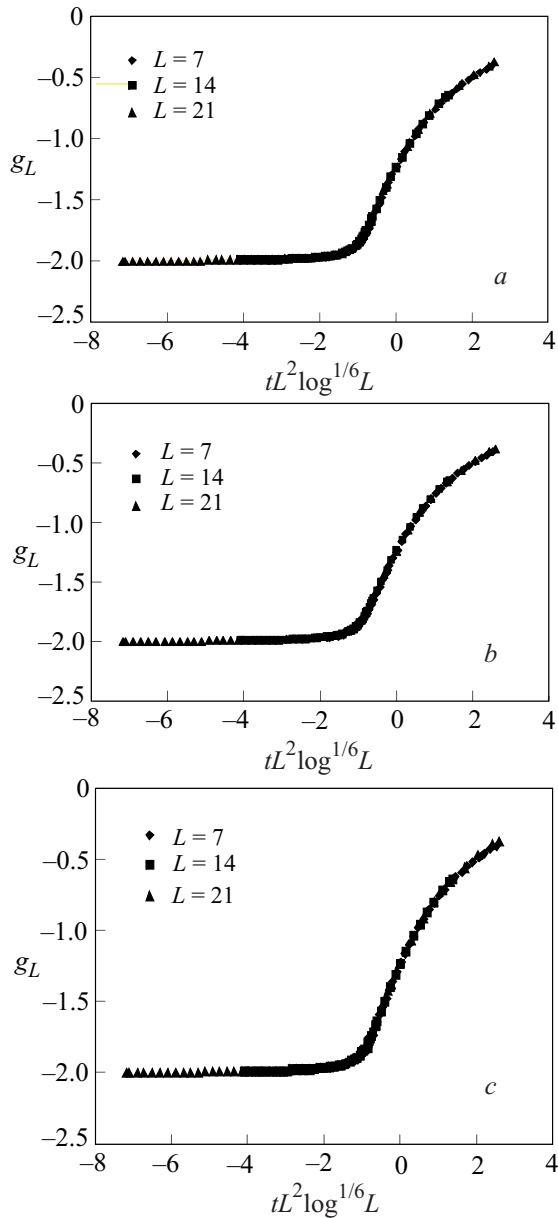 0
–0.5
–1.0
–1.5
–2.0
–2.5
g_L
L = 7
L = 14
L = 21
a
–8 –6 –4 –2 0 2 4
tL^2log^{1/6}L
0
–0.5
–1.0
–1.5
–2.0
–2.5
g_L
L = 7
L = 14
L = 21
b
–8 –6 –4 –2 0 2 4
tL^2log^{1/6}L
0
–0.5
–1.0
–1.5
–2.0
–2.5
g_L
L = 7
L = 14
L = 21
c
–8 –6 –4 –2 0 2 4
tL^2log^{1/6}L